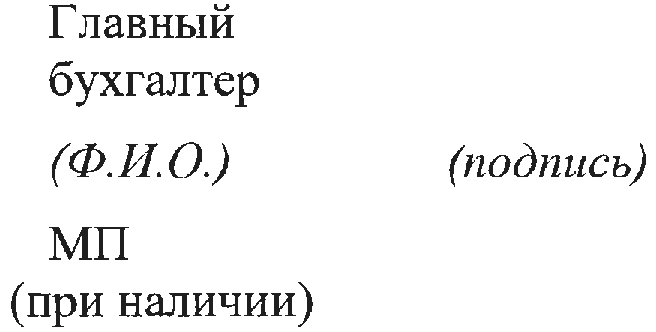 Главный
бухгалтер
(Ф.И.О.) (подпись)
МП
(при наличии)